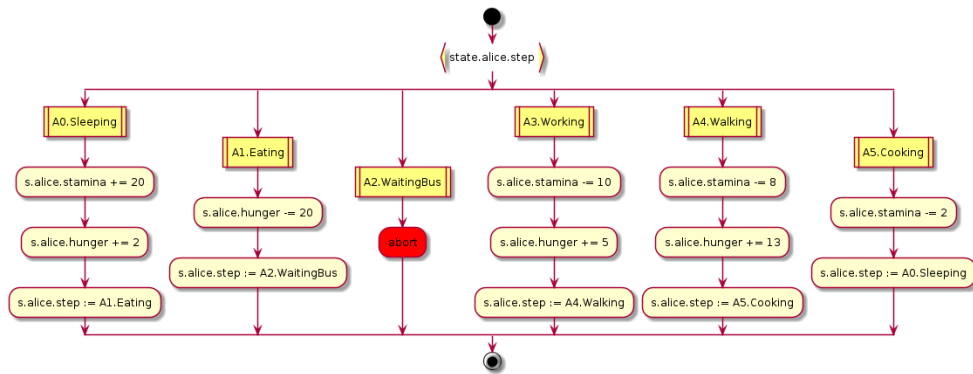 state.alice.step
A0.Sleeping
s.alice.stamina += 20
s.alice.hunger += 2
s.alice.step := A1.Eating
A1.Eating
s.alice.hunger -= 20
s.alice.step := A2.WaitingBus
A2.WaitingBus
abort
A3.Working
s.alice.stamina -= 10
s.alice.hunger += 5
s.alice.step := A4.Walking
A4.Walking
s.alice.stamina -= 8
s.alice.hunger += 13
s.alice.step := A5.Cooking
A5.Cooking
s.alice.stamina -= 2
s.alice.step := A0.Sleeping